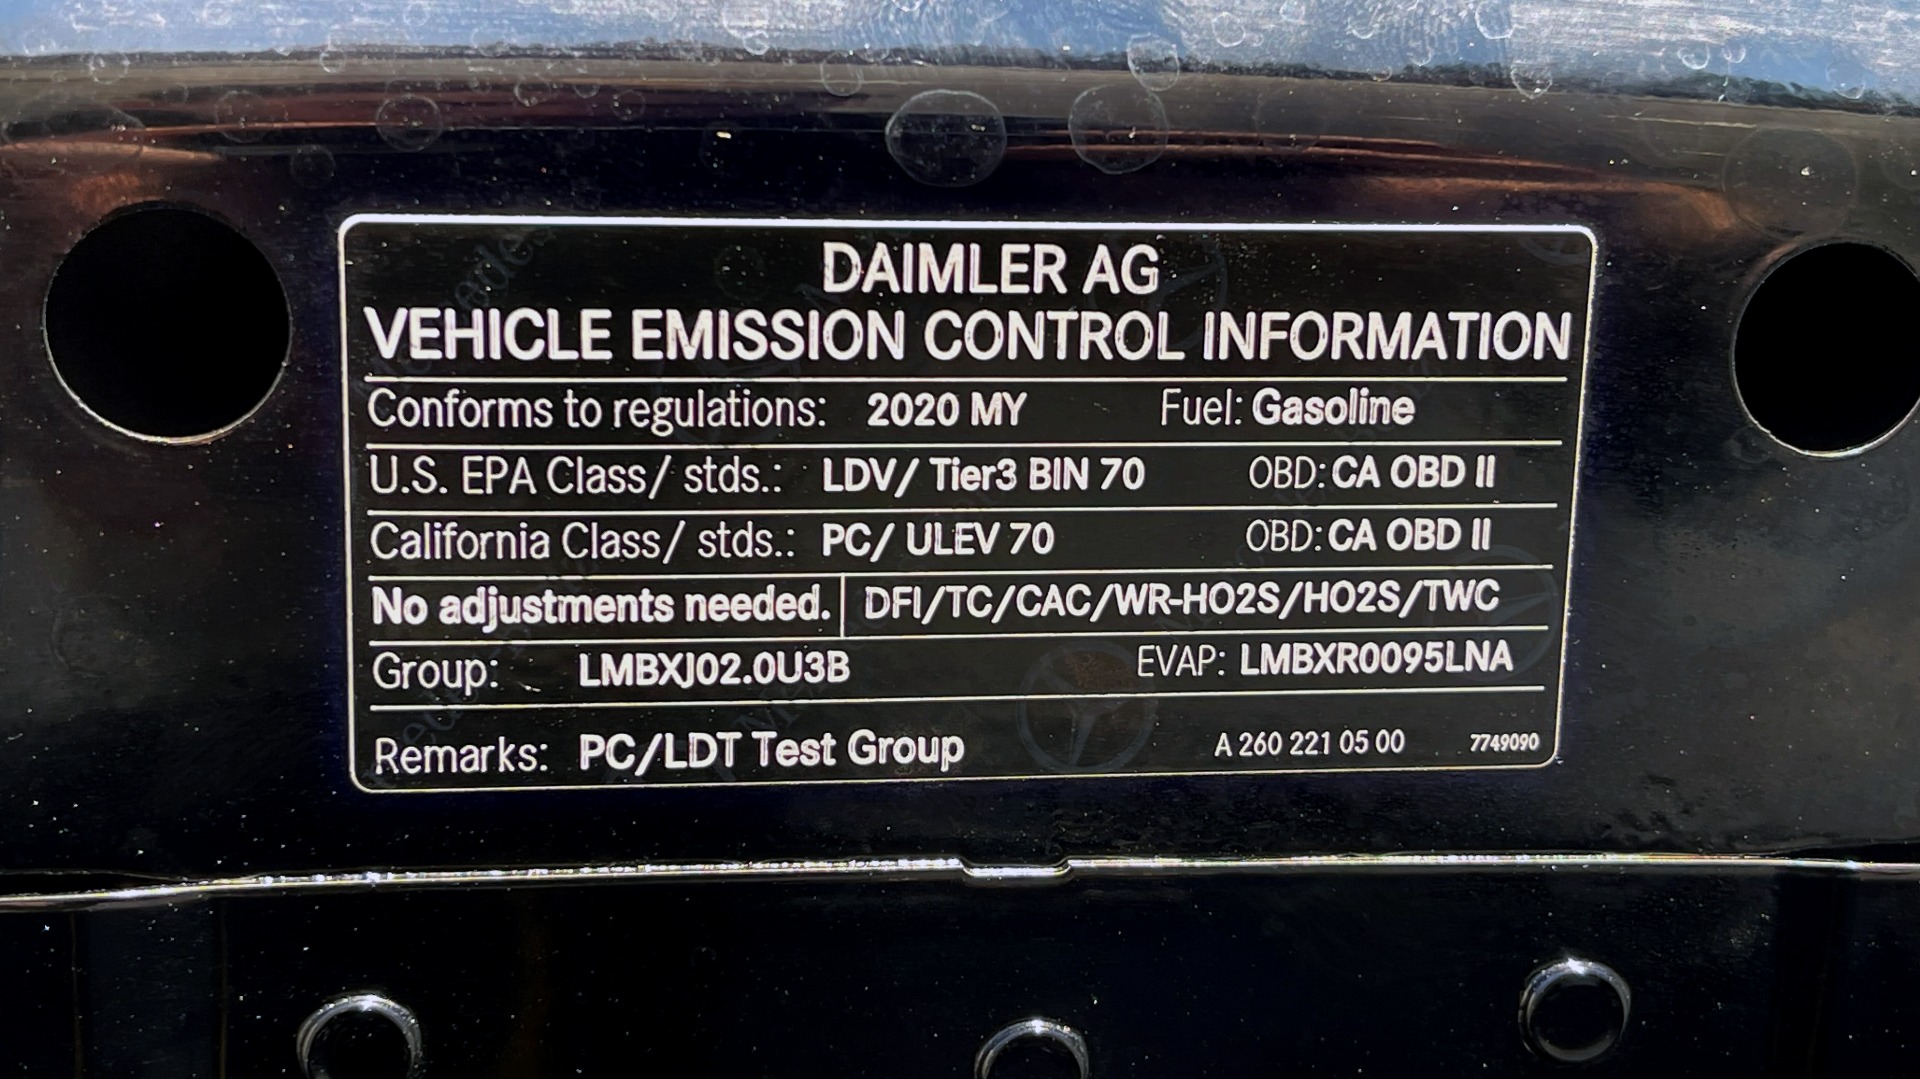 DAIMLER AG
VEHICLE EMISSION CONTROL INFORMATION
Conforms to regulations: 2020 MY Fuel: Gasoline
U.S. EPA Class/ stds.: LDV/ Tier3 BIN 70 OBD: CA OBD II
California Class/ stds.: PC/ ULEV 70 OBD: CA OBD II
No adjustments needed. DFI/TC/CAC/WR-HO2S/HO2S/TWC
Group: LMBXJ02.0U3B EVAP: LMBXR0095LNA
Remarks: PC/LDT Test Group A 260 221 05 00 7749090